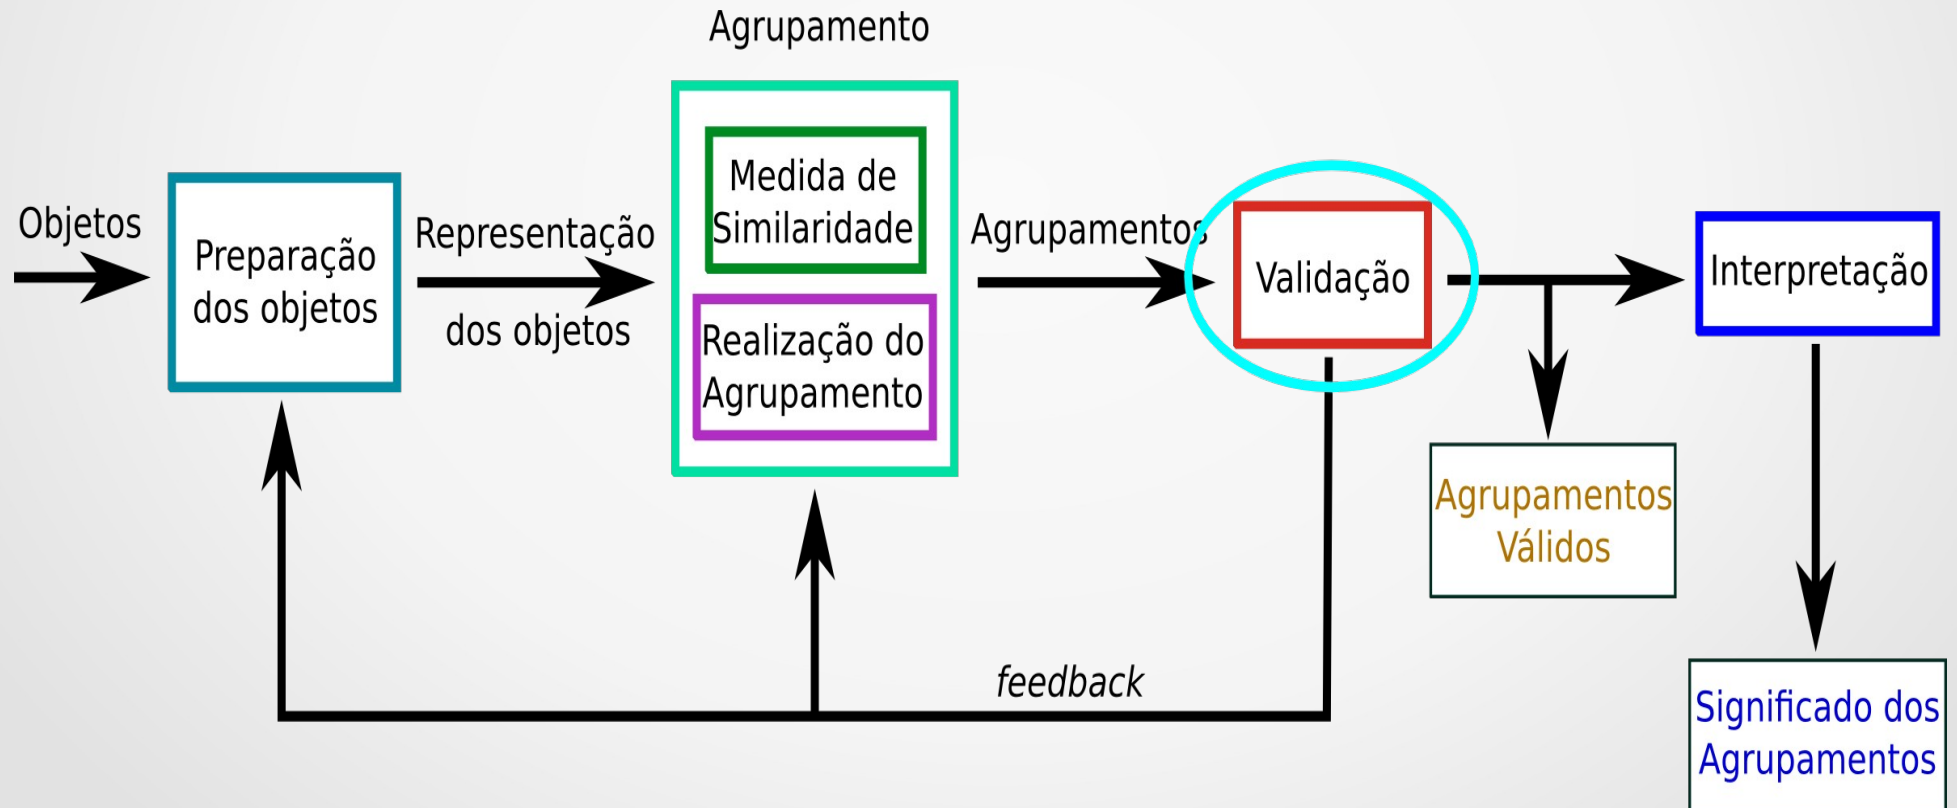 Agrupamento
Objetos
Preparação
dos objetos
Representação
dos objetos
Medida de
Similaridade
Realização do
Agrupamento
Agrupamentos
Validação
Interpretação
Agrupamentos
Válidos
feedback
Significado dos
Agrupamentos